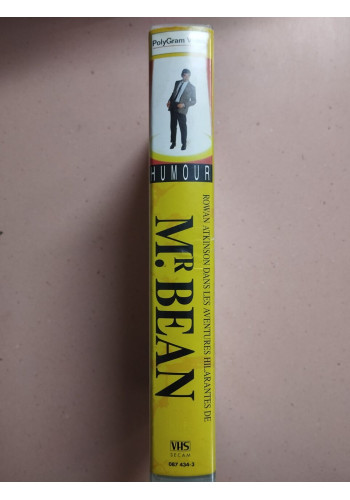 PolyGram Video
HUMOUR
ROWAN ATKINSON DANS LES AVENTURES HILARANTES DE
MR. BEAN
VHS
SECAM
087 434-3